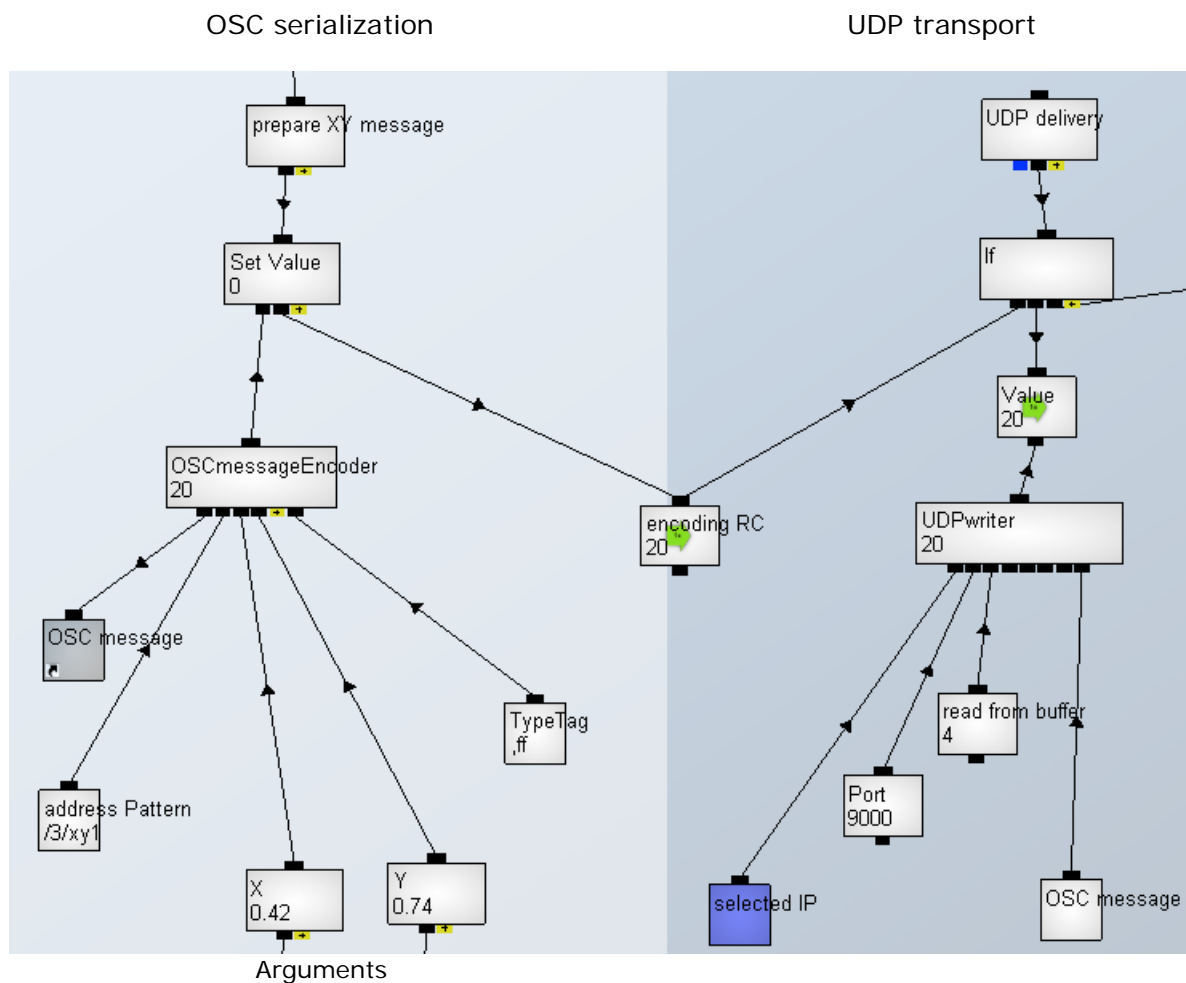 OSC serialization
UDP transport
prepare XY message
UDP delivery
Set Value
0
If
Value
20
OSCmessageEncoder
20
encoding RC
20
UDPwriter
20
OSC message
TypeTag
,ff
read from buffer
4
address Pattern
/3/xy1
Port
9000
X
0.42
Y
0.74
selected IP
OSC message
Arguments